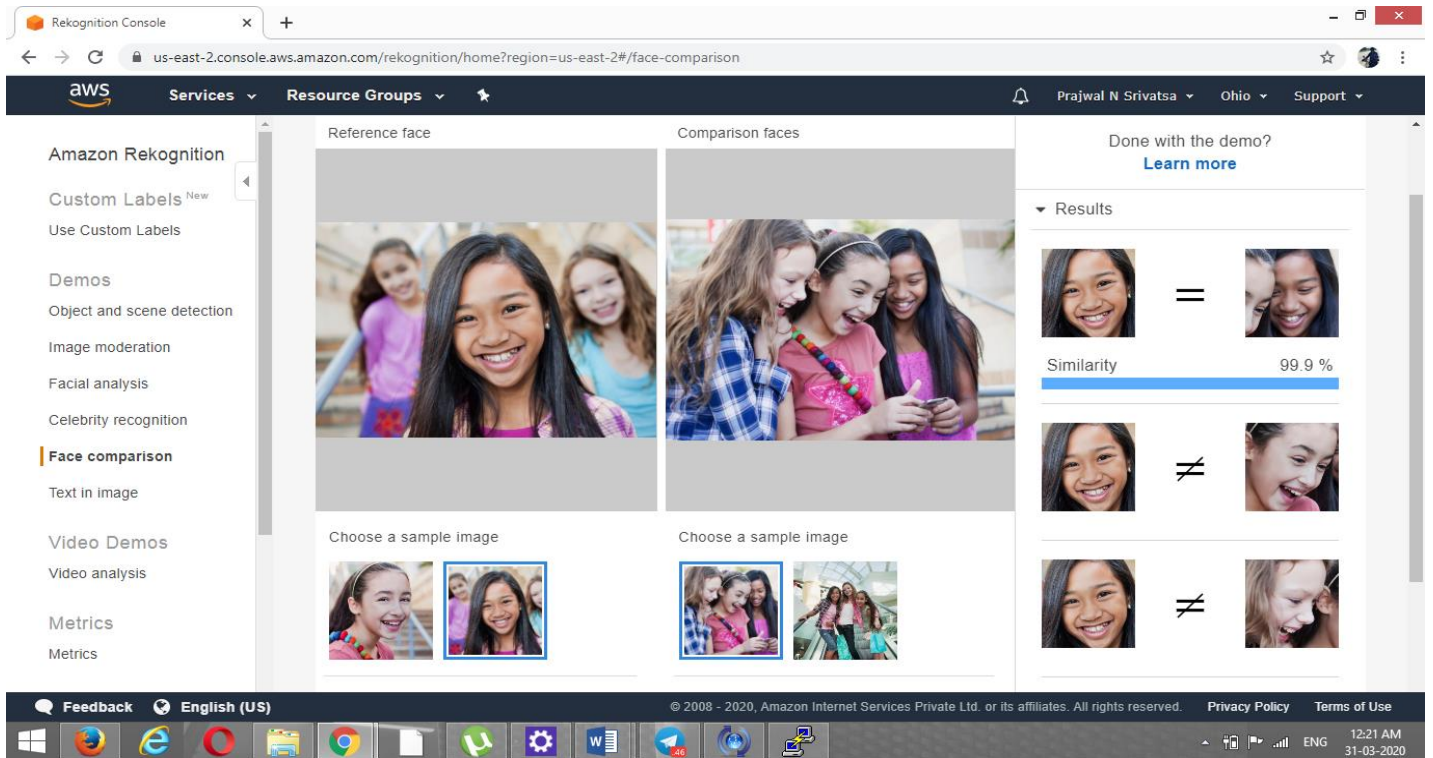 Rekognition Console
us-east-2.console.aws.amazon.com/rekognition/home?region=us-east-2#/face-comparison
aws Services Resource Groups Prajwal N Srivatsa Ohio Support
Amazon Rekognition
Custom Labels New
Use Custom Labels
Demos
Object and scene detection
Image moderation
Facial analysis
Celebrity recognition
Face comparison
Text in image
Video Demos
Video analysis
Metrics
Metrics
Reference face
Choose a sample image
Comparison faces
Choose a sample image
Done with the demo?
Learn more
Results
=
Similarity 99.9 %
≠
≠
Feedback English (US) © 2008 - 2020, Amazon Internet Services Private Ltd. or its affiliates. All rights reserved. Privacy Policy Terms of Use
W .46 ENG 12:21 AM
31-03-2020